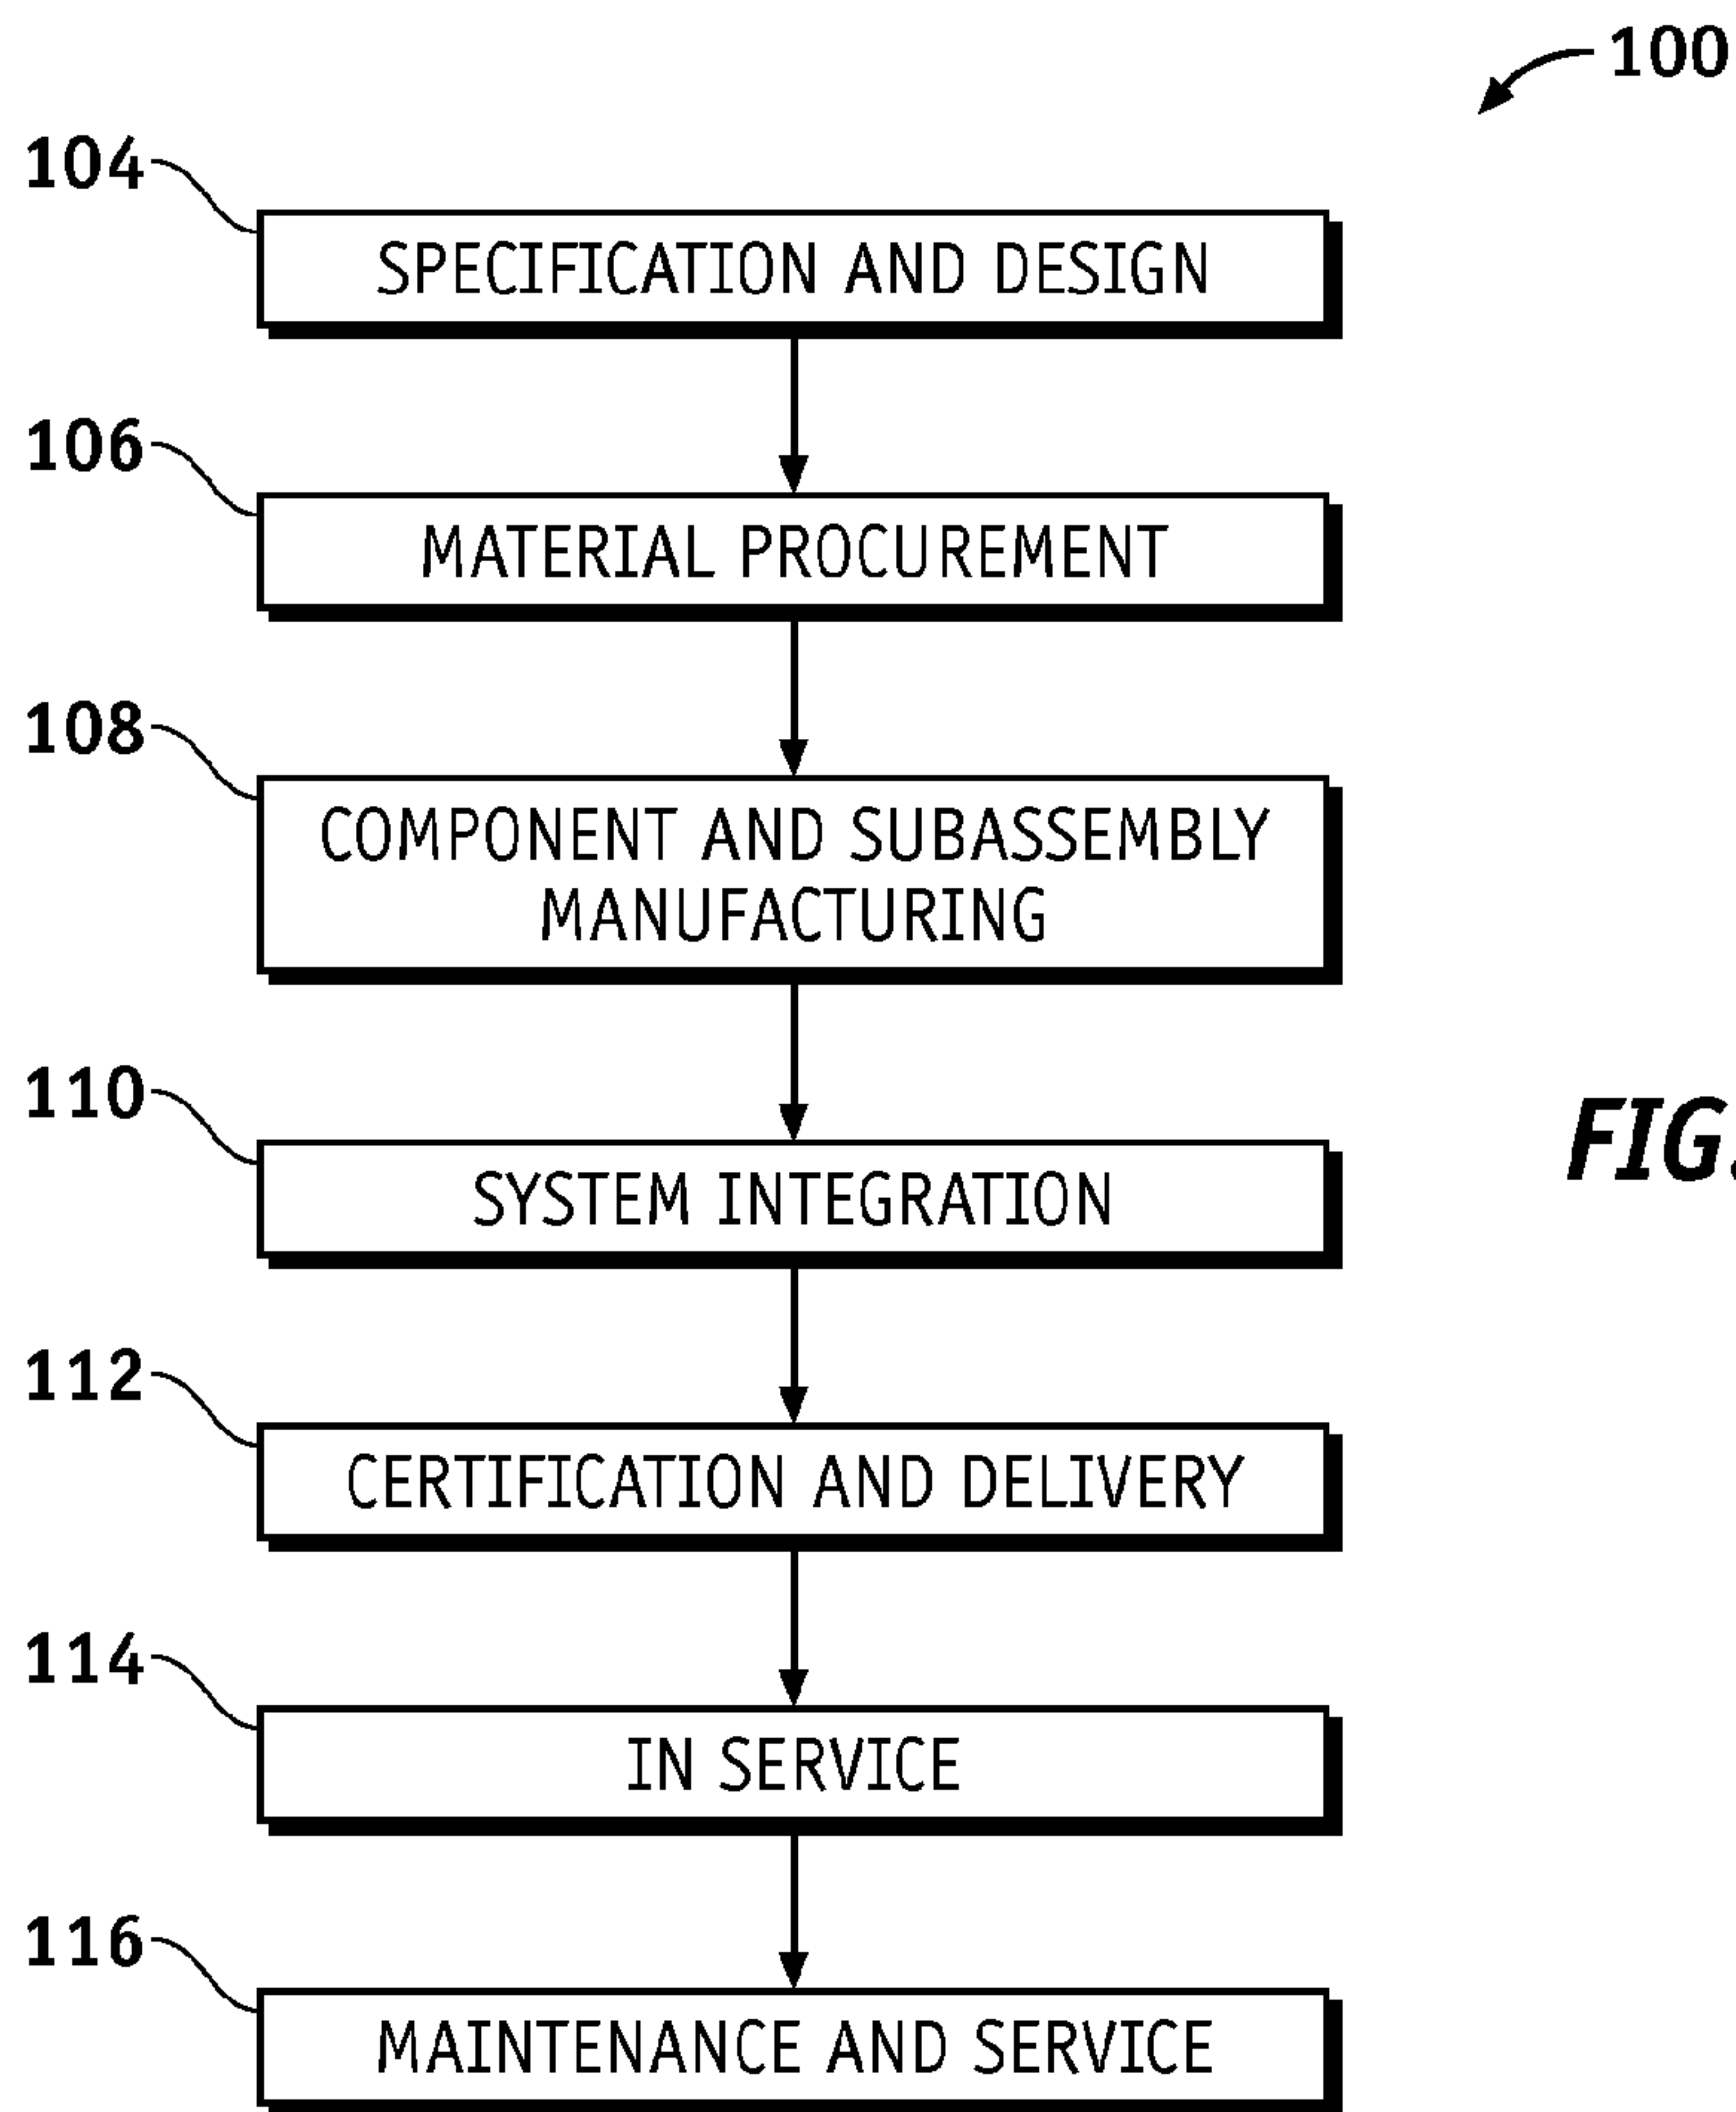 100
104
SPECIFICATION AND DESIGN
106
MATERIAL PROCUREMENT
108
COMPONENT AND SUBASSEMBLY
MANUFACTURING
110
SYSTEM INTEGRATION
FIG.
112
CERTIFICATION AND DELIVERY
114
IN SERVICE
116
MAINTENANCE AND SERVICE